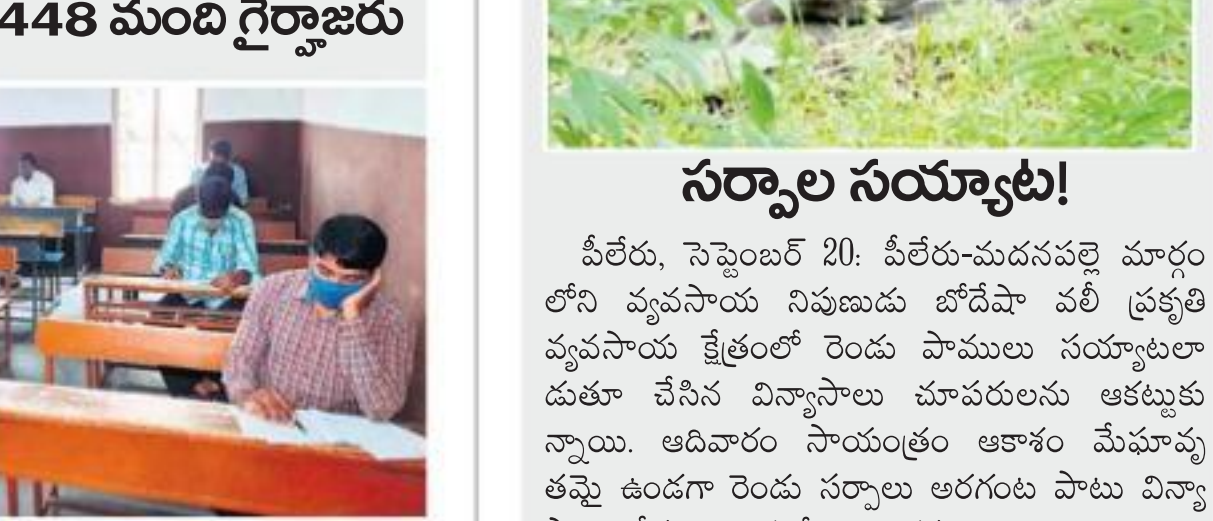 448 మంది గైర్హాజరు
సర్పాల సయ్యాట!
పీలేరు, సెప్టెంబర్ 20: పీలేరు-మదనపల్లె మార్గం
లోని వ్యవసాయ నిపుణుడు బోదేషా వలీ ప్రకృతి
వ్యవసాయ క్షేత్రంలో రెండు పాములు సయ్యాటలా
డుతూ చేసిన విన్యాసాలు చూపరులను ఆకట్టుకు
న్నాయి. ఆదివారం సాయంత్రం ఆకాశం మేఘావృ
తమై ఉండగా రెండు సర్పాలు అరగంట పాటు విన్యా